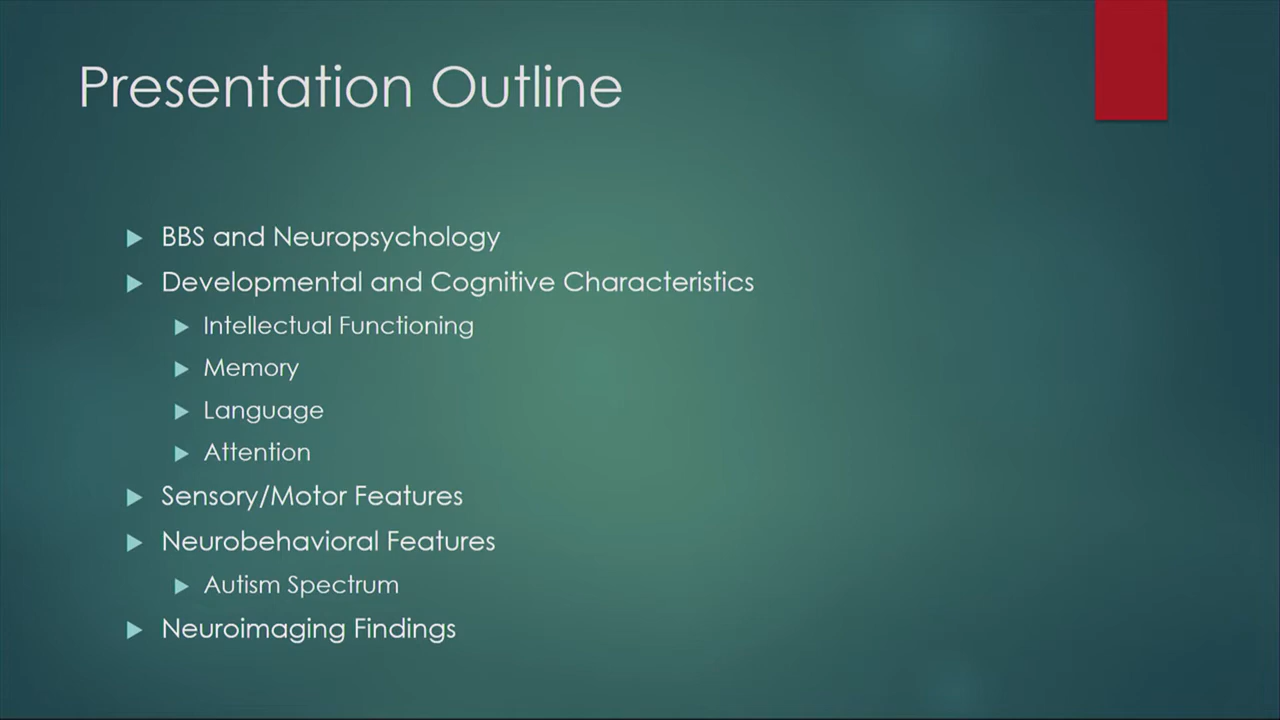 Presentation Outline
BBS and Neuropsychology
Developmental and Cognitive Characteristics
Intellectual Functioning
Memory
Language
Attention
Sensory/Motor Features
Neurobehavioral Features
Autism Spectrum
Neuroimaging Findings